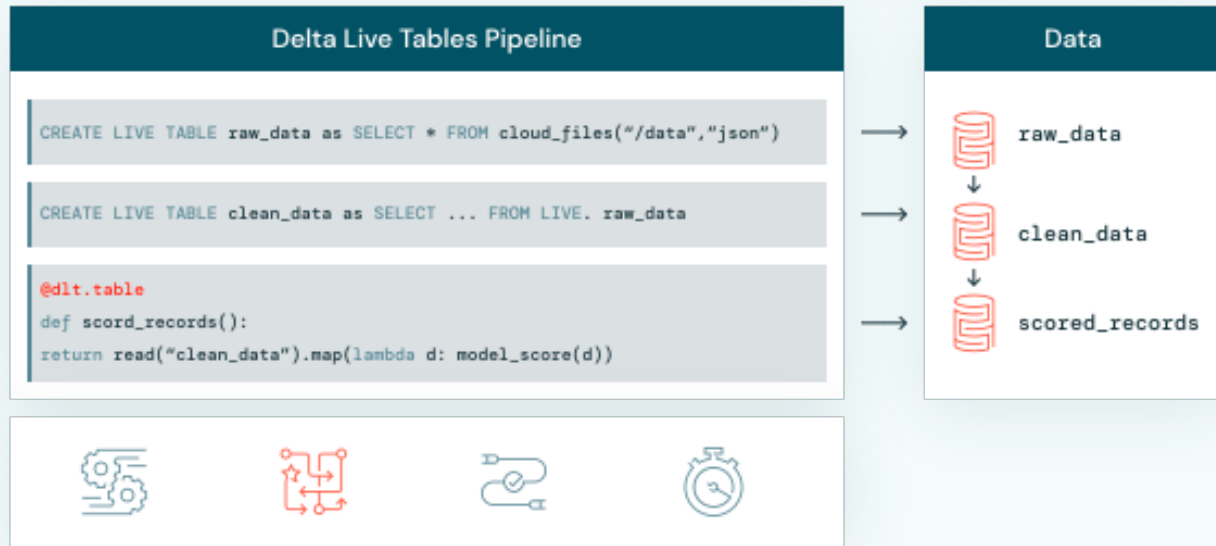 Delta Live Tables Pipeline
CREATE LIVE TABLE raw_data as SELECT * FROM cloud_files(“/data”,"json”)
CREATE LIVE TABLE clean_data as SELECT ... FROM LIVE. raw_data
@dlt.table
def scord_records():
return read(“clean_data”).map(lambda d: model_score(d))
Data
raw_data
clean_data
scored_records